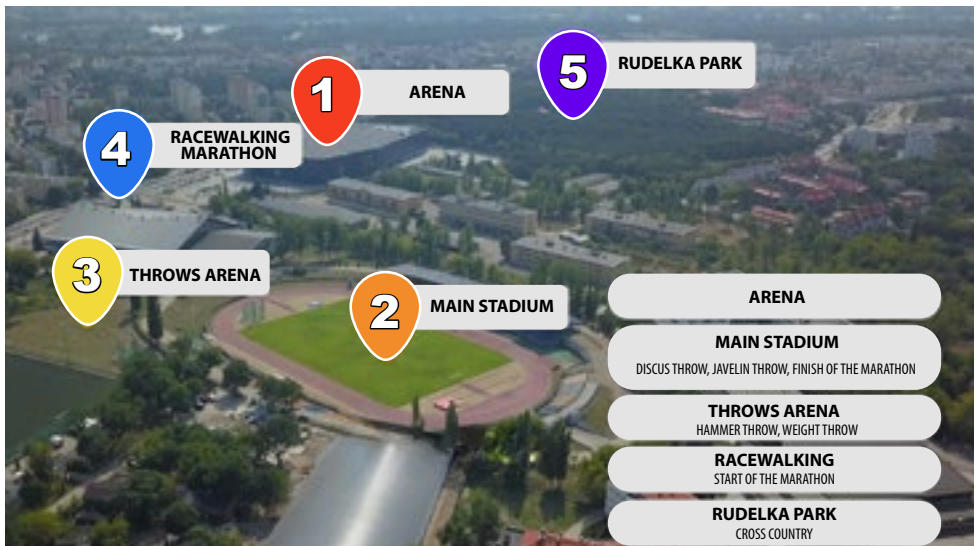 5
RUDELKA PARK
1
ARENA
4
RACEWALKING
MARATHON
3
THROWS ARENA
2
MAIN STADIUM
ARENA
MAIN STADIUM
DISCUS THROW, JAVELIN THROW, FINISH OF THE MARATHON
THROWS ARENA
HAMMER THROW, WEIGHT THROW
RACEWALKING
START OF THE MARATHON
RUDELKA PARK
CROSS COUNTRY